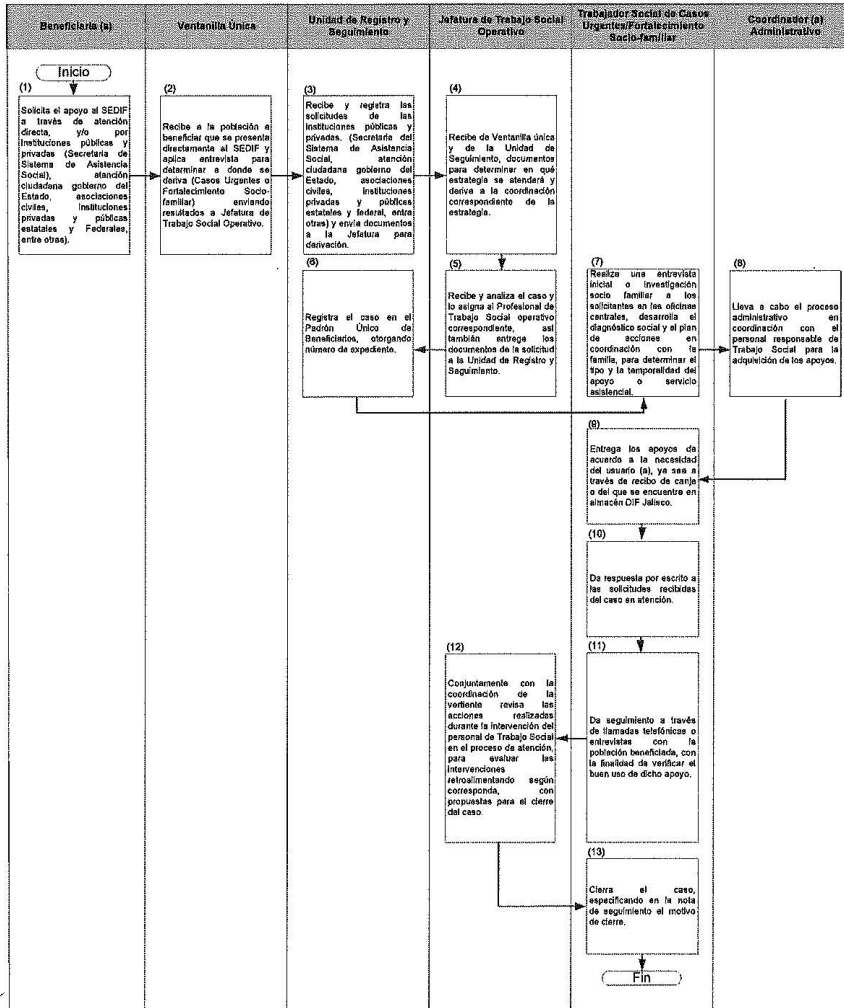 Beneficiaria (s)
Ventanilla Única
Unidad de Registro y
Seguimiento
Jefatura de Trabajo Social
Operativo
Trabajador Social de Casos
Urgentes/Fortalecimiento
Socio-familiar
Coordinador (a)
Administrativo
Inicio
(1)
Solicita el apoyo al SEDIF
a través de atención
directa, y/o por
Instituciones públicas y
privadas (Secretaria de
Sistema de Asistencia
Social), atención
ciudadana gobierno del
Estado, asociaciones
civiles, Instituciones
privadas y públicas
estatales y Federales,
entre otras).
(2)
Recibe a la población a
beneficiar que se presenta
directamente al SEDIF y
aplica entrevista para
determinar a donde se
deriva (Casos Urgentes o
Fortalecimiento Socio-
familiar) enviando
resultados a Jefatura de
Trabajo Social Operativo.
(3)
Recibe y registra las
solicitudes de las
instituciones públicas y
privadas. (Secretaria del
Sistema de Asistencia
Social, atención
ciudadana gobierno del
Estado, asociaciones
civiles, Instituciones
privadas y públicas
estatales y federal, entre
otras) y envía documentos
a la Jefatura para
derivación.
(4)
Recibe de Ventanilla única
y de la Unidad de
Seguimiento, documentos
para determinar en qué
estrategia se atenderá y
deriva a la coordinación
correspondiente de la
estrategia.
(5)
Recibe y analiza el caso y
lo asigna al Profesional de
Trabajo Social operativo
correspondiente, así
también entrega los
documentos de la solicitud
a la Unidad de Registro y
Seguimiento.
(6)
Registra el caso en el
Padrón Único de
Beneficiarios, otorgando
número de expediente.
(7)
Realiza una entrevista
inicial o investigación
socio familiar a los
solicitantes en las oficinas
centrales, desarrolla el
diagnóstico social y el plan
de acciones en
coordinación con la
familia, para determinar el
tipo y la temporalidad del
apoyo o servicio
asistencial.
(8)
Lleva a cabo el proceso
administrativo en
coordinación con el
personal responsable de
Trabajo Social para la
adquisición de los apoyos.
(9)
Entrega los apoyos de
acuerdo a la necesidad
del usuario (a), ya sea a
través de recibo de canje
o del que se encuentre en
almacén DIF Jalisco.
(10)
Da respuesta por escrito a
las solicitudes recibidas
del caso en atención.
(11)
Da seguimiento a través
de llamadas telefónicas o
entrevistas con la
población beneficiada, con
la finalidad de verificar el
buen uso de dicho apoyo.
(12)
Conjuntamente con la
coordinación de la
vertiente revisa las
acciones realizadas
durante la intervención del
personal de Trabajo Social
en el proceso de atención,
para evaluar las
intervenciones
retroalimentando según
corresponda, con
propuestas para el cierre
del caso.
(13)
Cierra el caso,
especificando en la nota
de seguimiento el motivo
de cierre.
Fin